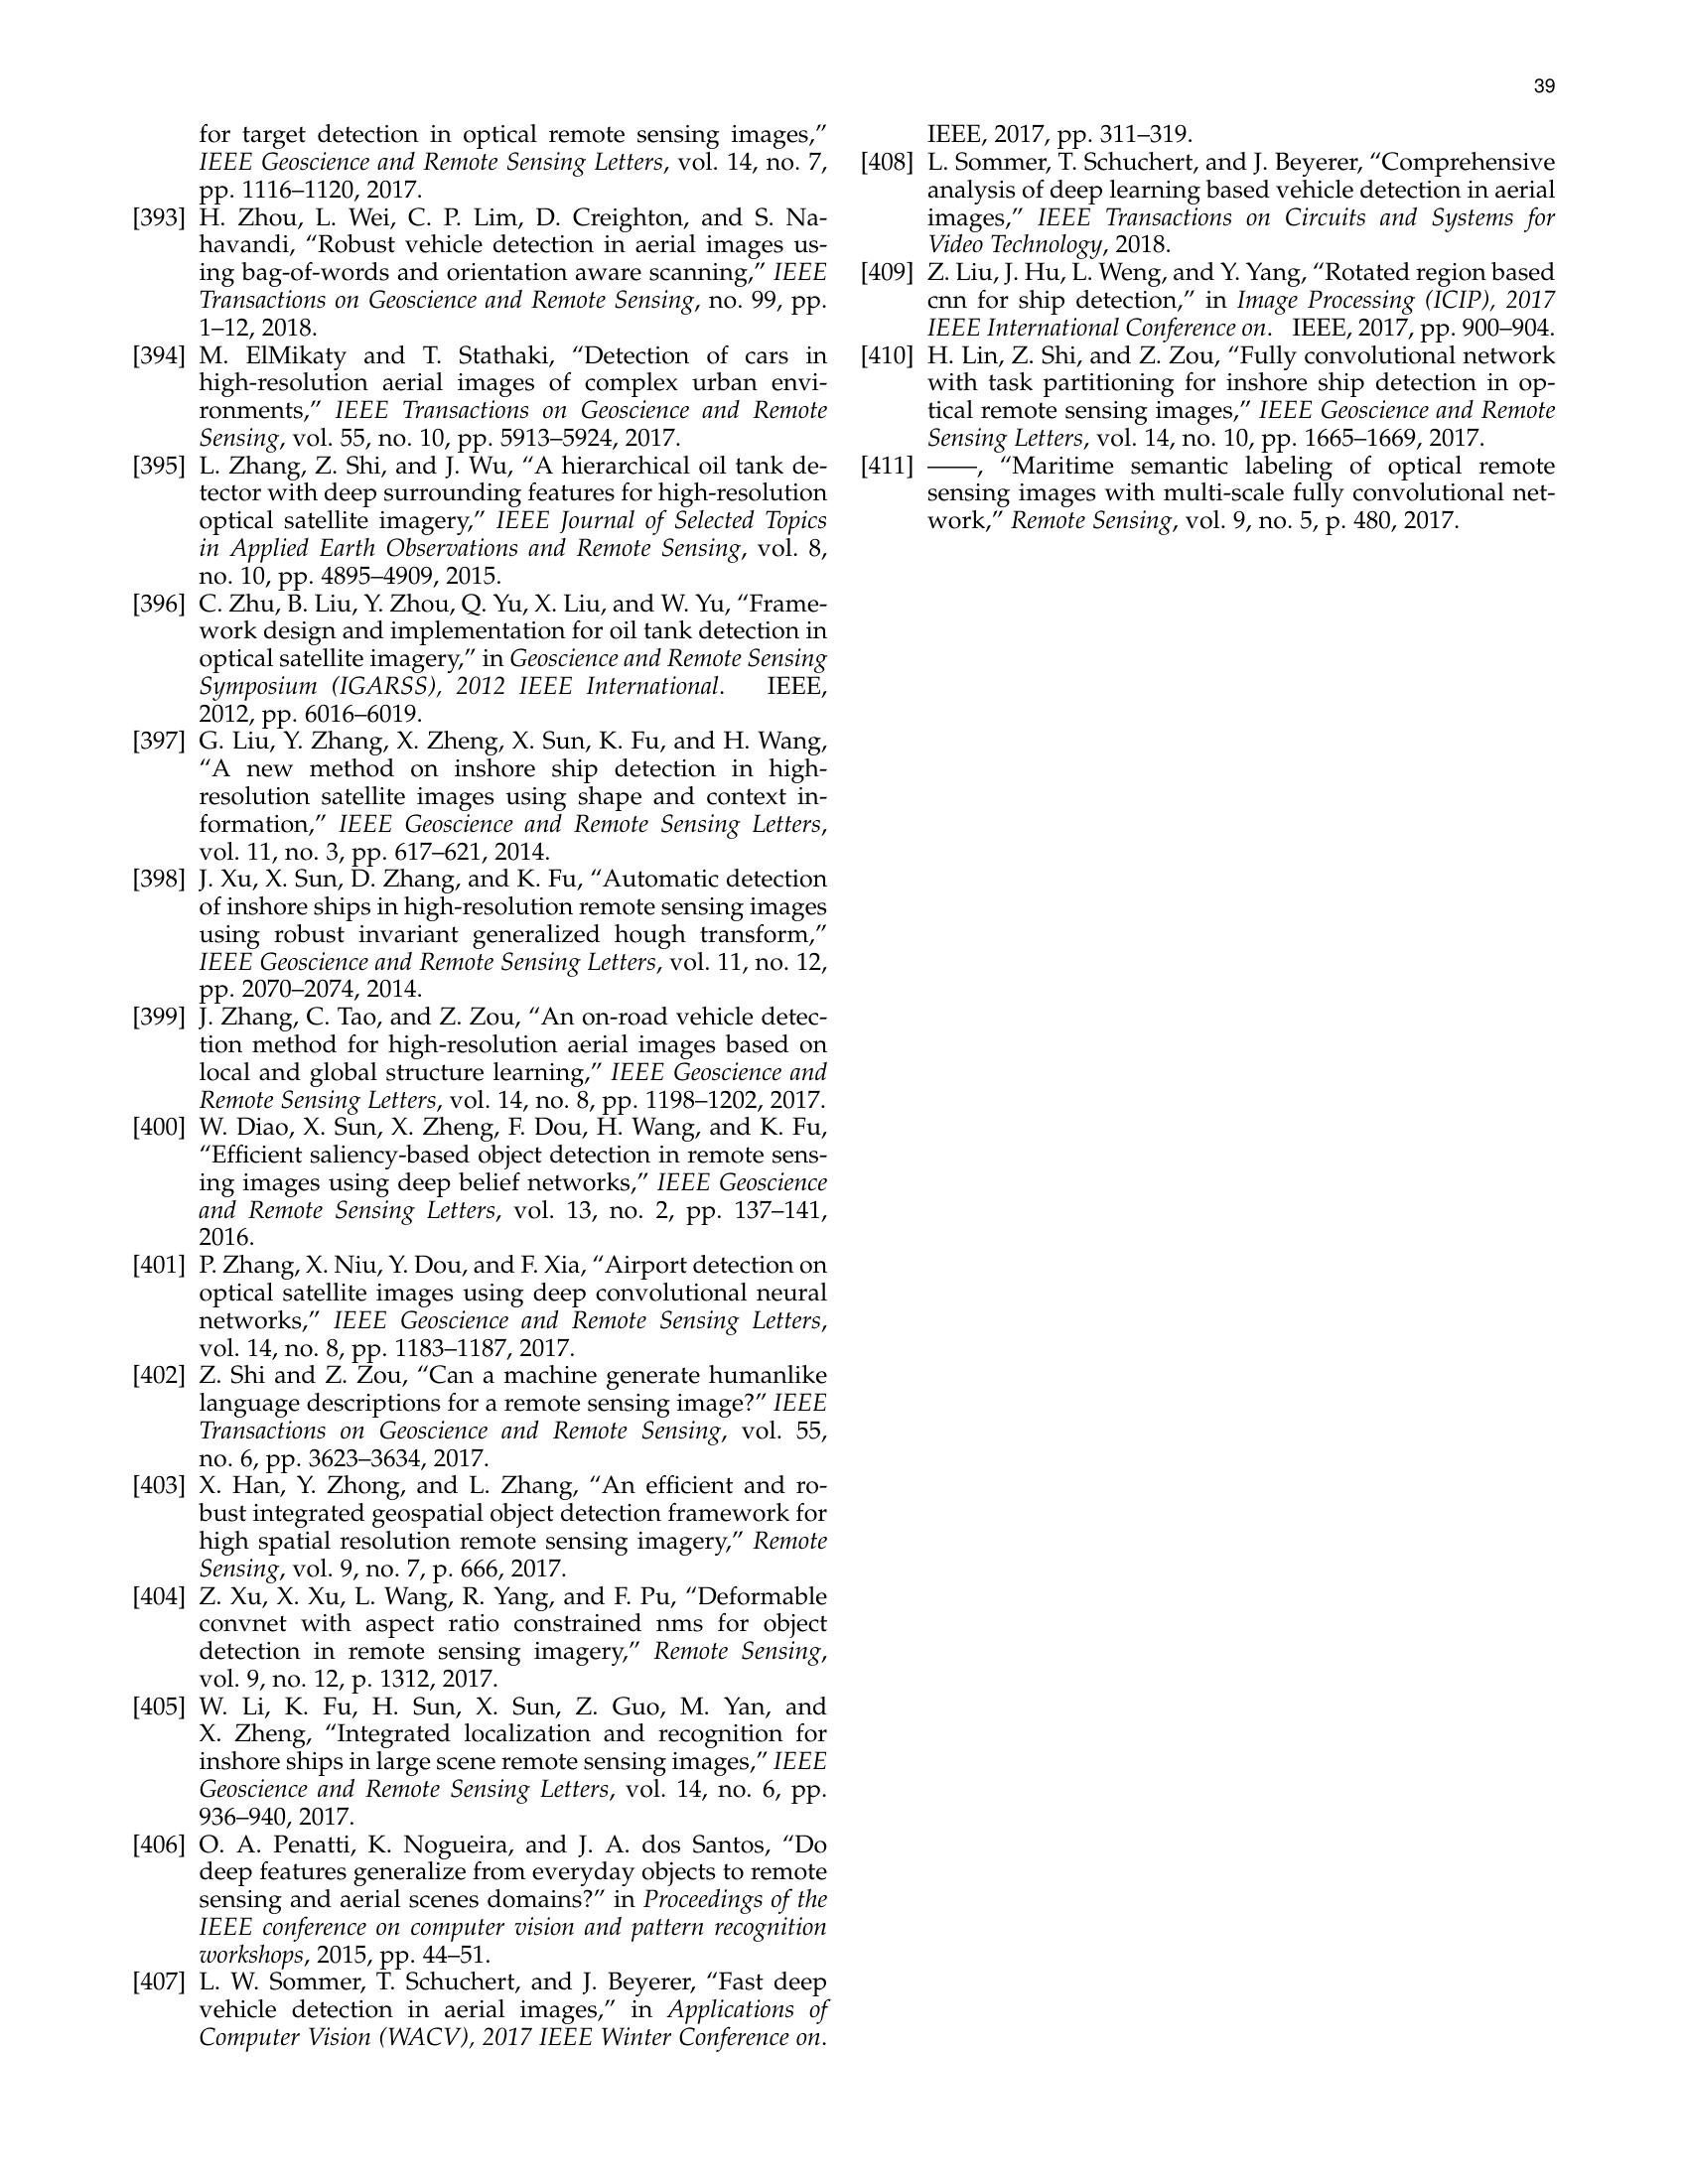 39
for target detection in optical remote sensing images,”
IEEE Geoscience and Remote Sensing Letters, vol. 14, no. 7,
pp. 1116–1120, 2017.
[393] H. Zhou, L. Wei, C. P. Lim, D. Creighton, and S. Na-
havandi, “Robust vehicle detection in aerial images us-
ing bag-of-words and orientation aware scanning,” IEEE
Transactions on Geoscience and Remote Sensing, no. 99, pp.
1–12, 2018.
[394] M. ElMikaty and T. Stathaki, “Detection of cars in
high-resolution aerial images of complex urban envi-
ronments,” IEEE Transactions on Geoscience and Remote
Sensing, vol. 55, no. 10, pp. 5913–5924, 2017.
[395] L. Zhang, Z. Shi, and J. Wu, “A hierarchical oil tank de-
tector with deep surrounding features for high-resolution
optical satellite imagery,” IEEE Journal of Selected Topics
in Applied Earth Observations and Remote Sensing, vol. 8,
no. 10, pp. 4895–4909, 2015.
[396] C. Zhu, B. Liu, Y. Zhou, Q. Yu, X. Liu, and W. Yu, “Frame-
work design and implementation for oil tank detection in
optical satellite imagery,” in Geoscience and Remote Sensing
Symposium (IGARSS), 2012 IEEE International. IEEE,
2012, pp. 6016–6019.
[397] G. Liu, Y. Zhang, X. Zheng, X. Sun, K. Fu, and H. Wang,
“A new method on inshore ship detection in high-
resolution satellite images using shape and context in-
formation,” IEEE Geoscience and Remote Sensing Letters,
vol. 11, no. 3, pp. 617–621, 2014.
[398] J. Xu, X. Sun, D. Zhang, and K. Fu, “Automatic detection
of inshore ships in high-resolution remote sensing images
using robust invariant generalized hough transform,”
IEEE Geoscience and Remote Sensing Letters, vol. 11, no. 12,
pp. 2070–2074, 2014.
[399] J. Zhang, C. Tao, and Z. Zou, “An on-road vehicle detec-
tion method for high-resolution aerial images based on
local and global structure learning,” IEEE Geoscience and
Remote Sensing Letters, vol. 14, no. 8, pp. 1198–1202, 2017.
[400] W. Diao, X. Sun, X. Zheng, F. Dou, H. Wang, and K. Fu,
“Efficient saliency-based object detection in remote sens-
ing images using deep belief networks,” IEEE Geoscience
and Remote Sensing Letters, vol. 13, no. 2, pp. 137–141,
2016.
[401] P. Zhang, X. Niu, Y. Dou, and F. Xia, “Airport detection on
optical satellite images using deep convolutional neural
networks,” IEEE Geoscience and Remote Sensing Letters,
vol. 14, no. 8, pp. 1183–1187, 2017.
[402] Z. Shi and Z. Zou, “Can a machine generate humanlike
language descriptions for a remote sensing image?” IEEE
Transactions on Geoscience and Remote Sensing, vol. 55,
no. 6, pp. 3623–3634, 2017.
[403] X. Han, Y. Zhong, and L. Zhang, “An efficient and ro-
bust integrated geospatial object detection framework for
high spatial resolution remote sensing imagery,” Remote
Sensing, vol. 9, no. 7, p. 666, 2017.
[404] Z. Xu, X. Xu, L. Wang, R. Yang, and F. Pu, “Deformable
convnet with aspect ratio constrained nms for object
detection in remote sensing imagery,” Remote Sensing,
vol. 9, no. 12, p. 1312, 2017.
[405] W. Li, K. Fu, H. Sun, X. Sun, Z. Guo, M. Yan, and
X. Zheng, “Integrated localization and recognition for
inshore ships in large scene remote sensing images,” IEEE
Geoscience and Remote Sensing Letters, vol. 14, no. 6, pp.
936–940, 2017.
[406] O. A. Penatti, K. Nogueira, and J. A. dos Santos, “Do
deep features generalize from everyday objects to remote
sensing and aerial scenes domains?” in Proceedings of the
IEEE conference on computer vision and pattern recognition
workshops, 2015, pp. 44–51.
[407] L. W. Sommer, T. Schuchert, and J. Beyerer, “Fast deep
vehicle detection in aerial images,” in Applications of
Computer Vision (WACV), 2017 IEEE Winter Conference on.
IEEE, 2017, pp. 311–319.
[408] L. Sommer, T. Schuchert, and J. Beyerer, “Comprehensive
analysis of deep learning based vehicle detection in aerial
images,” IEEE Transactions on Circuits and Systems for
Video Technology, 2018.
[409] Z. Liu, J. Hu, L. Weng, and Y. Yang, “Rotated region based
cnn for ship detection,” in Image Processing (ICIP), 2017
IEEE International Conference on. IEEE, 2017, pp. 900–904.
[410] H. Lin, Z. Shi, and Z. Zou, “Fully convolutional network
with task partitioning for inshore ship detection in op-
tical remote sensing images,” IEEE Geoscience and Remote
Sensing Letters, vol. 14, no. 10, pp. 1665–1669, 2017.
[411] ——, “Maritime semantic labeling of optical remote
sensing images with multi-scale fully convolutional net-
work,” Remote Sensing, vol. 9, no. 5, p. 480, 2017.